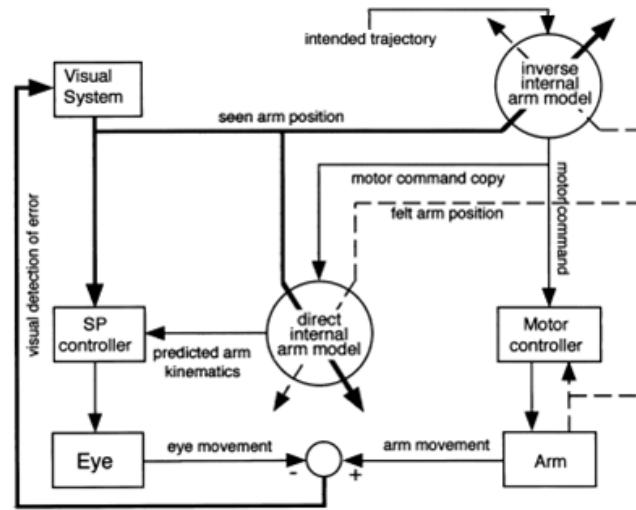 intended trajectory
inverse
internal
arm model
Visual
System
seen arm position
motor command copy
felt arm position
motor command
visual detection of error
SP
controller
predicted arm
kinematics
direct
internal
arm model
Motor
controller
Eye
eye movement
-
+
arm movement
Arm